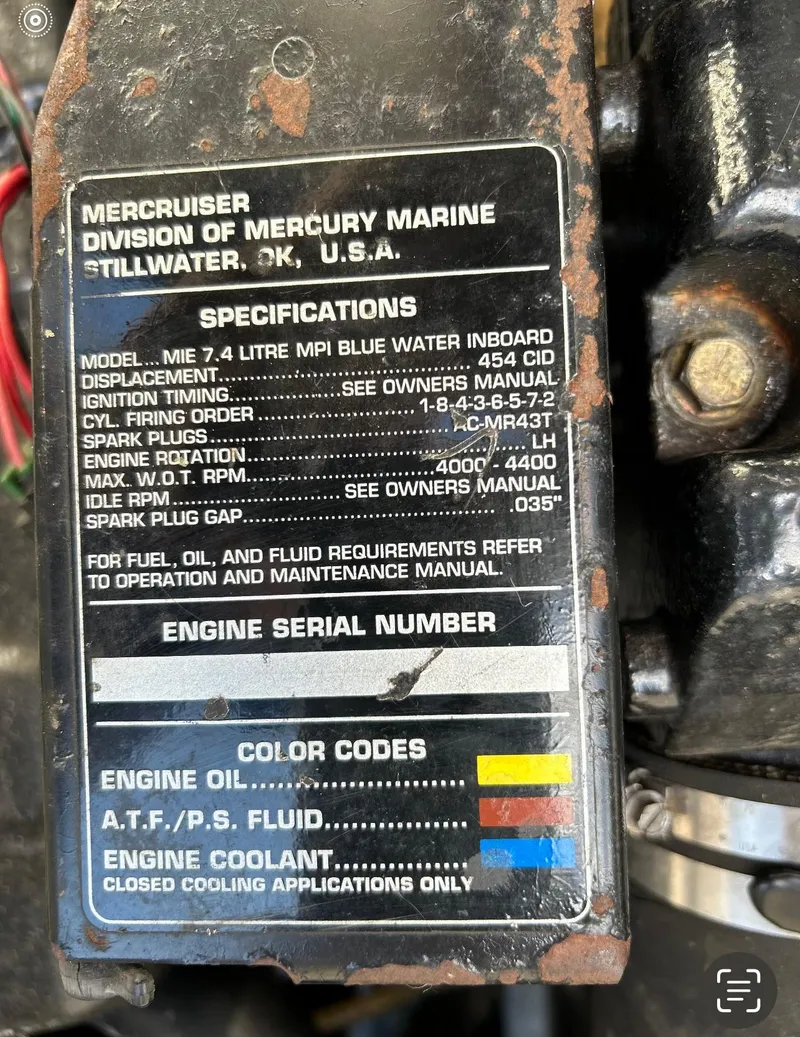 MERCRUISER
DIVISION OF MERCURY MARINE
STILLWATER, OK, U.S.A.
SPECIFICATIONS
MODEL... MIE 7.4 LITRE MPI BLUE WATER INBOARD
DISPLACEMENT................................ 454 CID
IGNITION TIMING.................SEE OWNERS MANUAL
CYL. FIRING ORDER ........................ 1-8-4-3-6-5-7-2
SPARK PLUGS.................................. AC-MR43T
ENGINE ROTATION................................ LH
MAX. W.O.T. RPM.............................4000 - 4400
IDLE RPM......................... SEE OWNERS MANUAL
SPARK PLUG GAP...................................... .035"
FOR FUEL, OIL, AND FLUID REQUIREMENTS REFER
TO OPERATION AND MAINTENANCE MANUAL.
ENGINE SERIAL NUMBER
COLOR CODES
ENGINE OIL..........................
A.T.F./P.S. FLUID.................
ENGINE COOLANT................
CLOSED COOLING APPLICATIONS ONLY